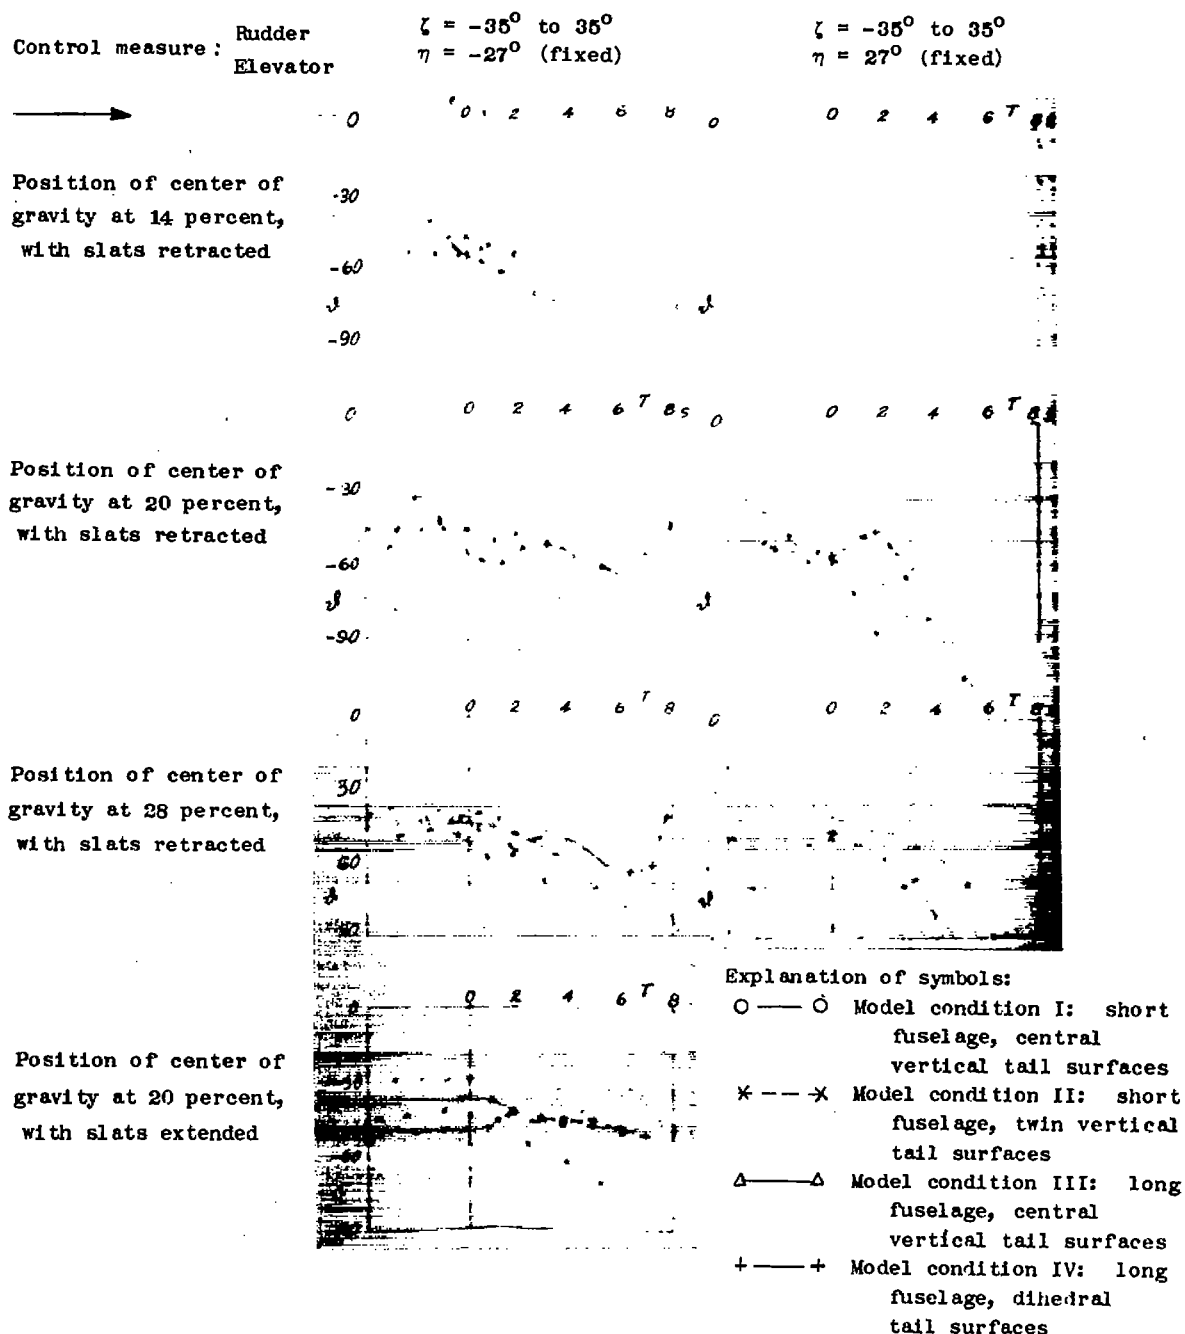 Control measure: Rudder ζ = -35° to 35° ζ = -35° to 35°
Elevator η = -27° (fixed) η = 27° (fixed)
0 0 2 4 6 8 0 0 2 4 6 T
Position of center of
gravity at 14 percent,
with slats retracted
-30
-60
ϑ ϑ
-90
0 0 2 4 6 T 8 s 0 0 2 4 6 T 8
Position of center of
gravity at 20 percent,
with slats retracted
-30
-60
ϑ ϑ
-90
0 0 2 4 6 T 8 0 0 2 4 6 T 8
Position of center of
gravity at 28 percent,
with slats retracted
30
60
ϑ ϑ
0 0 2 4 6 T 8
Position of center of
gravity at 20 percent,
with slats extended
Explanation of symbols:
Model condition I: short
fuselage, central
vertical tail surfaces
Model condition II: short
fuselage, twin vertical
tail surfaces
Model condition III: long
fuselage, central
vertical tail surfaces
Model condition IV: long
fuselage, dihedral
tail surfaces